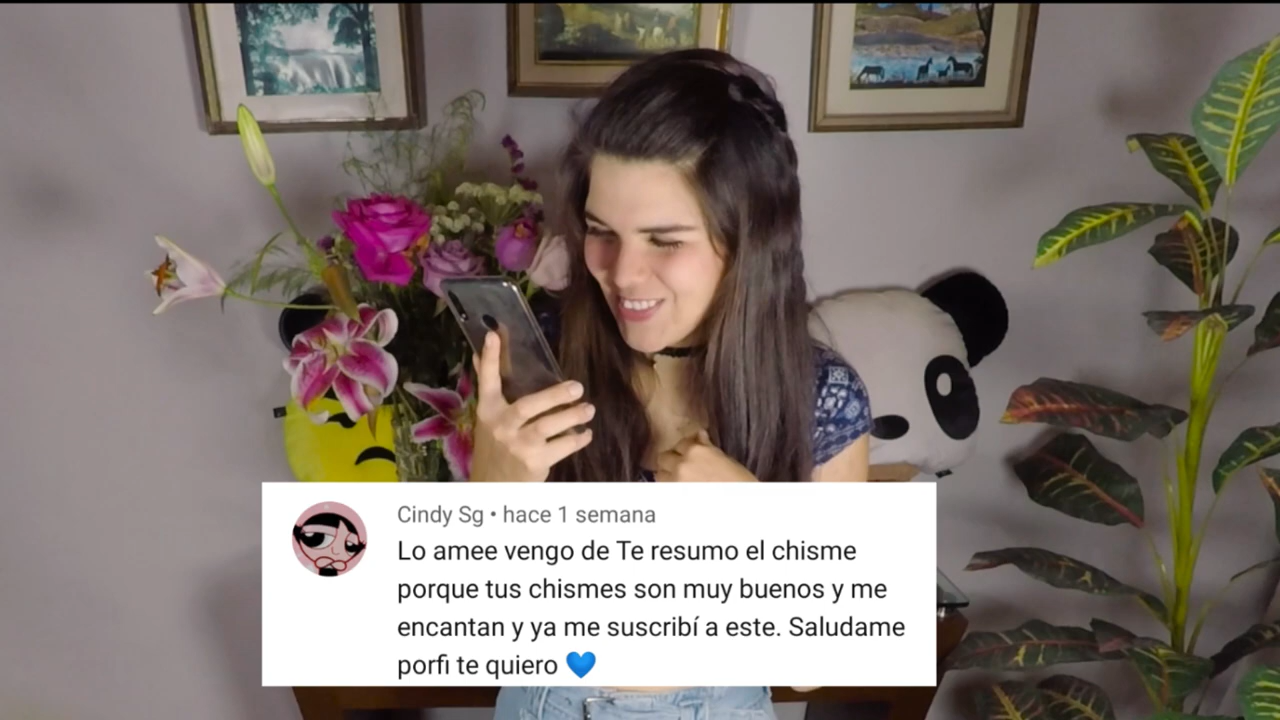 Cindy Sg • hace 1 semana
Lo amee vengo de Te resumo el chisme
porque tus chismes son muy buenos y me
encantan y ya me suscribí a este. Saludame
porfi te quiero 💙